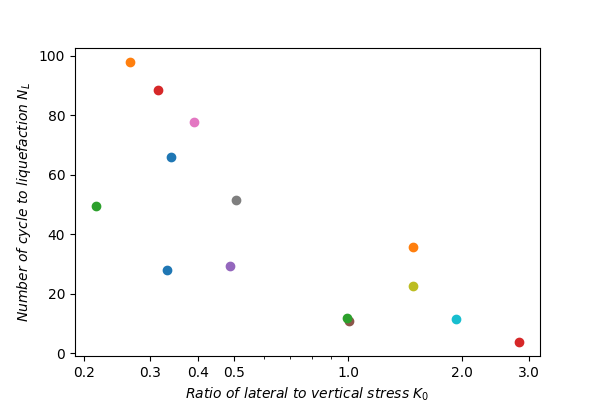 100
80
60
40
20
0
Number of cycle to liquefaction N_L
0.2 0.3 0.4 0.5 1.0 2.0 3.0
Ratio of lateral to vertical stress K_0